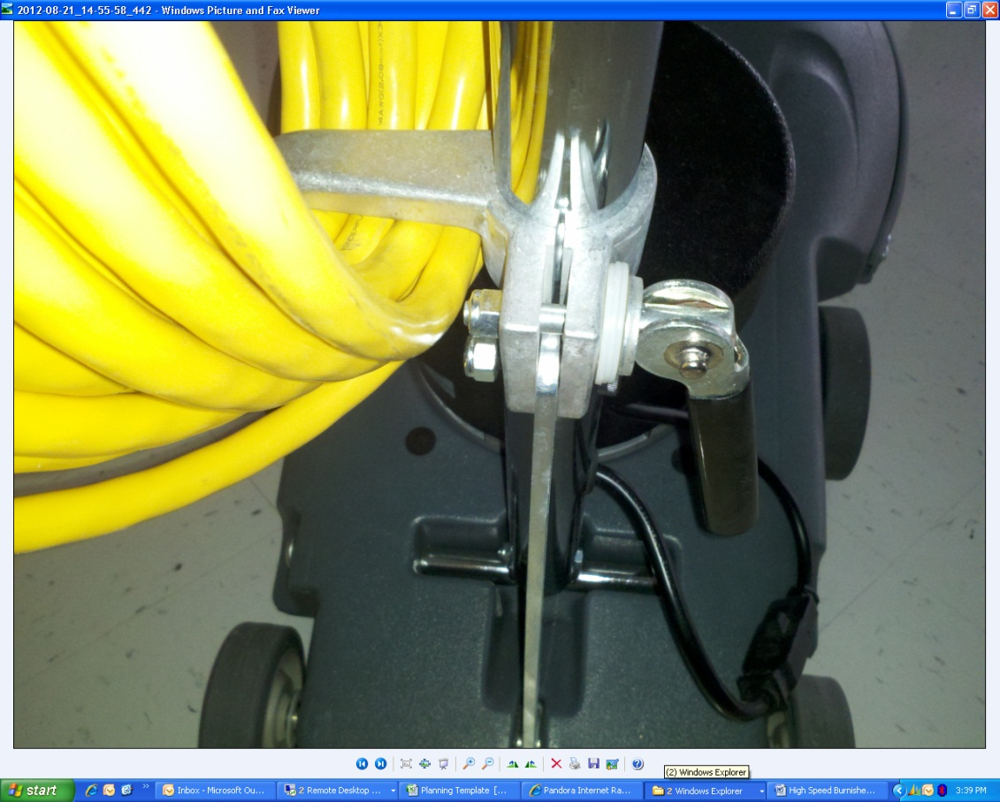 2012-08-21_14-55-58_442 - Windows Picture and Fax Viewer
(2) Windows Explorer
start
Inbox - Microsoft Ou...
2 Remote Desktop ...
Planning Template [...
Pandora Internet Ra...
2 Windows Explorer
High Speed Burnishe...
3:39 PM